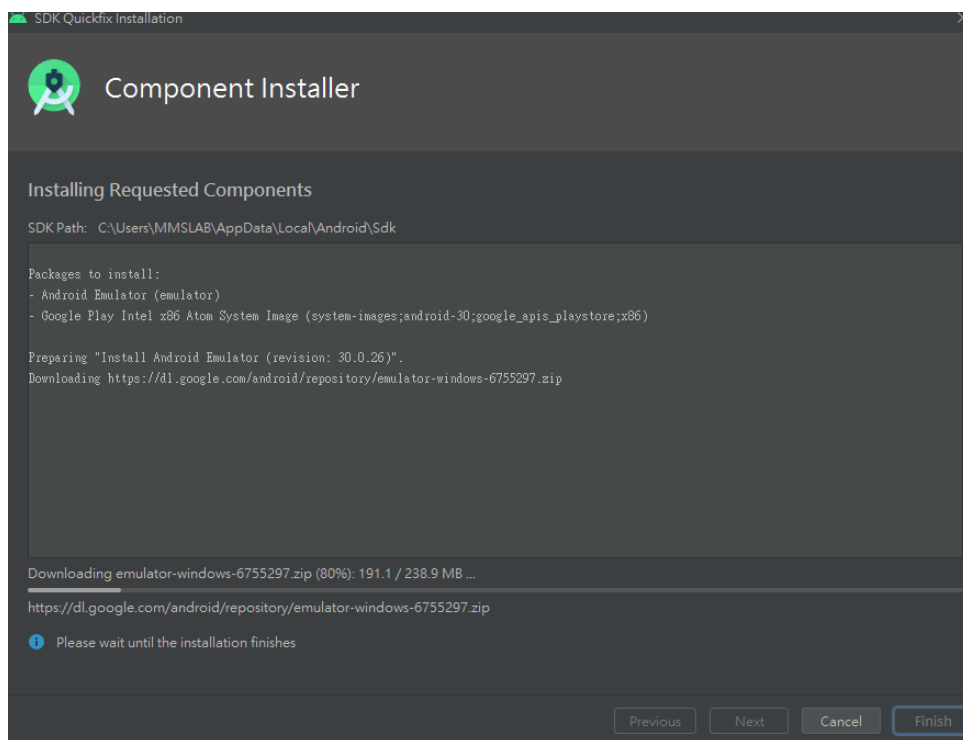 SDK Quickfix Installation
Component Installer
Installing Requested Components
SDK Path: C:\Users\MMSLAB\AppData\Local\Android\Sdk
Packages to install:
- Android Emulator (emulator)
- Google Play Intel x86 Atom System Image (system-images;android-30;google_apis_playstore;x86)
Preparing "Install Android Emulator (revision: 30.0.26)".
Downloading https://dl.google.com/android/repository/emulator-windows-6755297.zip
Downloading emulator-windows-6755297.zip (80%): 191.1 / 238.9 MB ...
https://dl.google.com/android/repository/emulator-windows-6755297.zip
Please wait until the installation finishes
Previous Next Cancel Finish